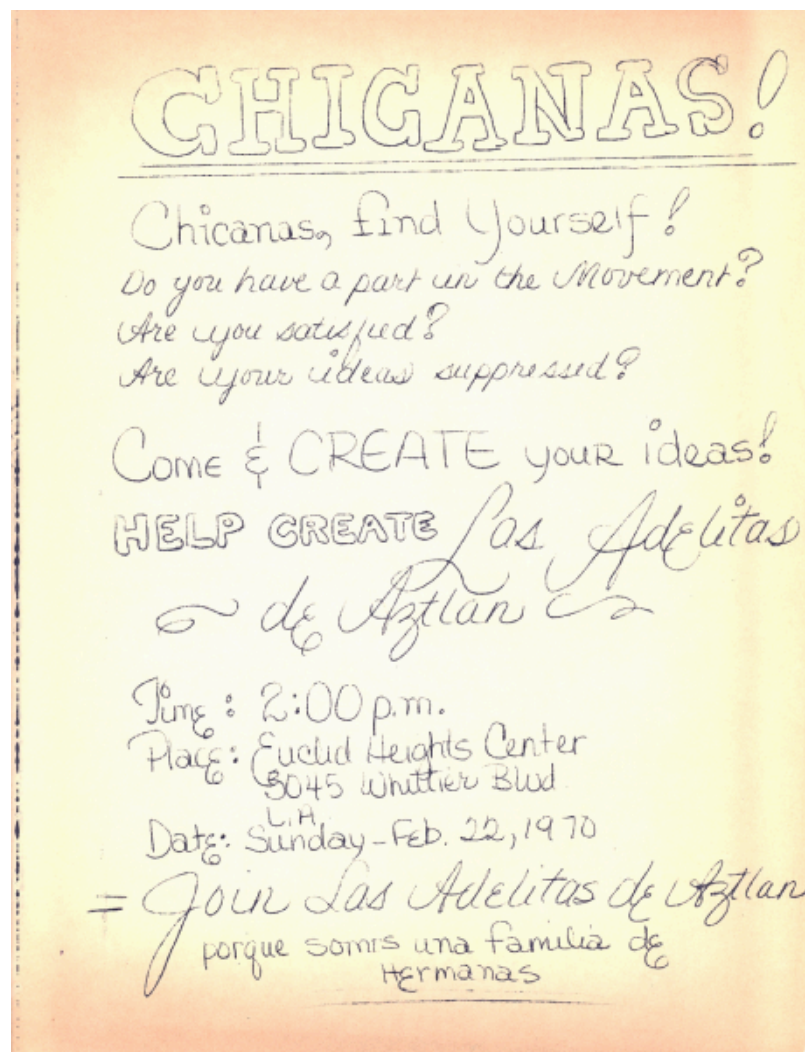 CHICANAS!
Chicanas, find Yourself!
Do you have a part in the Movement?
Are you satisfied?
Are your ideas suppressed?
Come & CREATE your ideas!
HELP CREATE Las Adelitas
de Aztlan
Time: 2:00 p.m.
Place: Euclid Heights Center
3045 Whittier Blvd
L.A.
Date: Sunday-Feb. 22, 1970
= Join Las Adelitas de Aztlan
porque somis una familia de
Hermanas